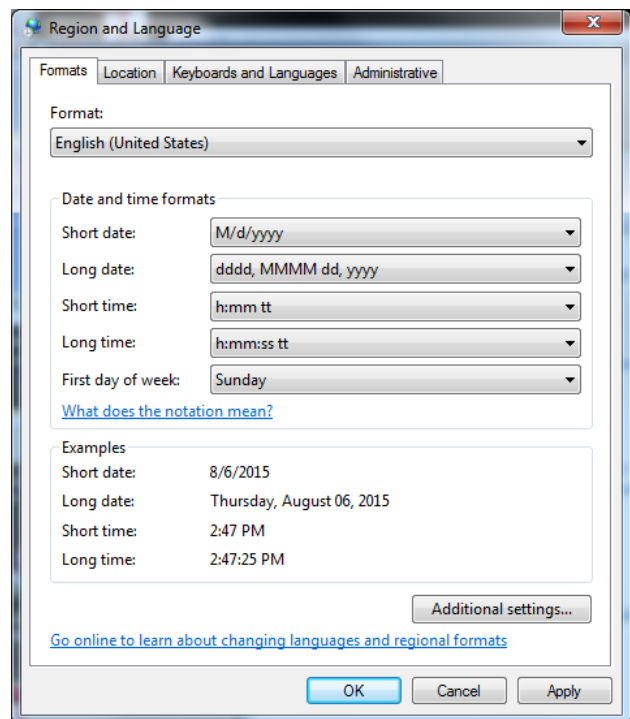 Region and Language
Formats Location Keyboards and Languages Administrative
Format:
English (United States)
Date and time formats
Short date: M/d/yyyy
Long date: dddd, MMMM dd, yyyy
Short time: h:mm tt
Long time: h:mm:ss tt
First day of week: Sunday
What does the notation mean?
Examples
Short date: 8/6/2015
Long date: Thursday, August 06, 2015
Short time: 2:47 PM
Long time: 2:47:25 PM
Additional settings...
Go online to learn about changing languages and regional formats
OK Cancel Apply